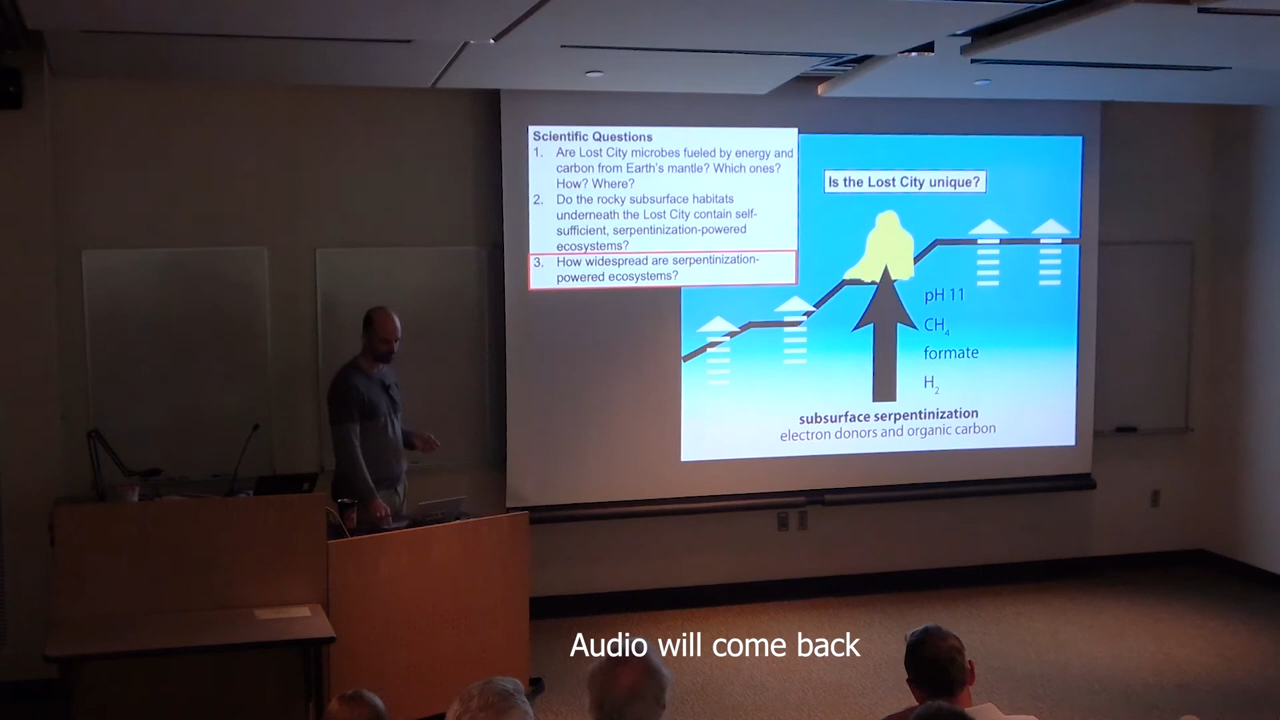 Scientific Questions
1. Are Lost City microbes fueled by energy and
carbon from Earth's mantle? Which ones?
How? Where?
2. Do the rocky subsurface habitats
underneath the Lost City contain self-
sufficient, serpentinization-powered
ecosystems?
3. How widespread are serpentinization-
powered ecosystems?
Is the Lost City unique?
pH 11
CH₄
formate
H₂
subsurface serpentinization
electron donors and organic carbon
Audio will come back